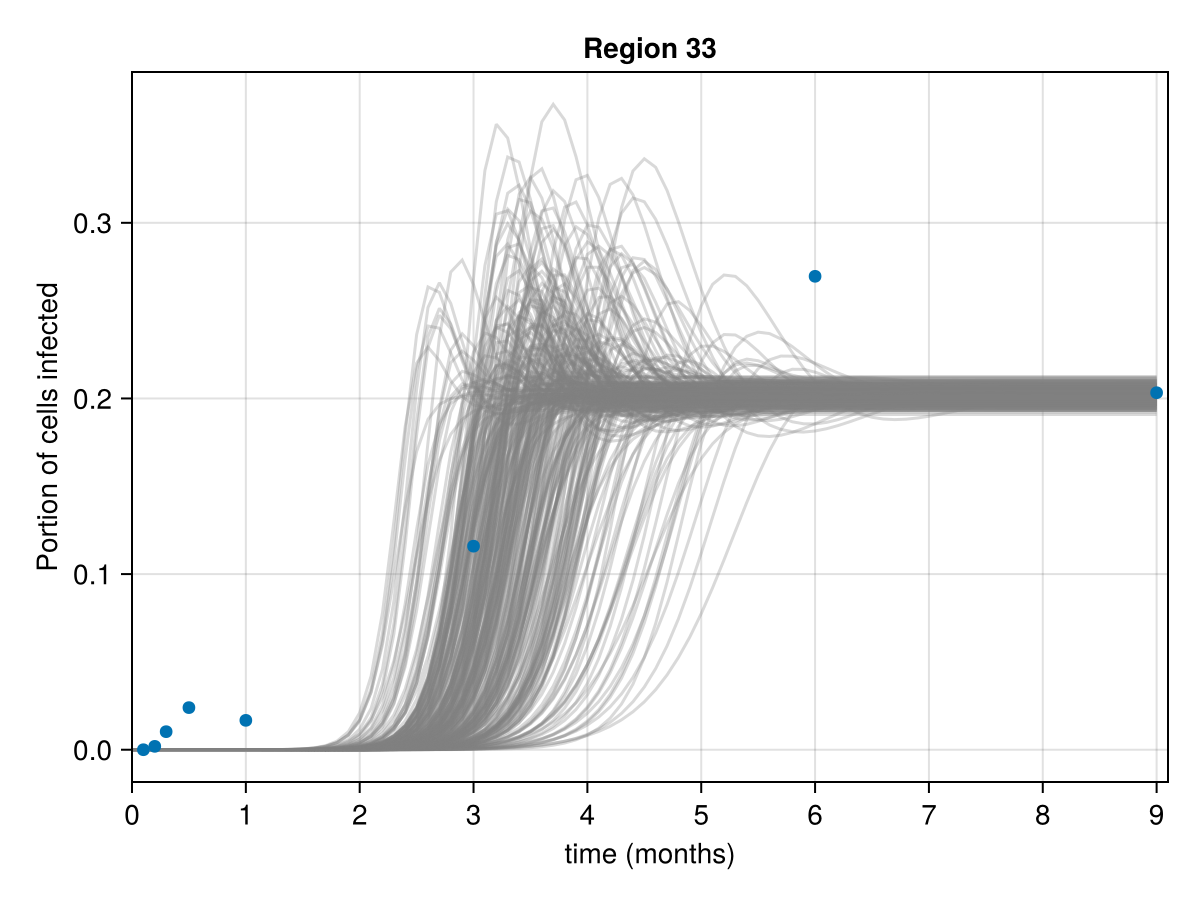 Region 33
Portion of cells infected
0.3
0.2
0.1
0.0
0 1 2 3 4 5 6 7 8 9
time (months)